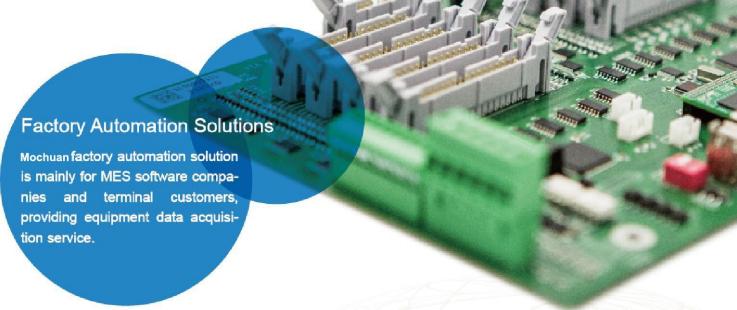 Factory Automation Solutions
Mochuan factory automation solution
is mainly for MES software compa-
nies and terminal customers,
providing equipment data acquisi-
tion service.